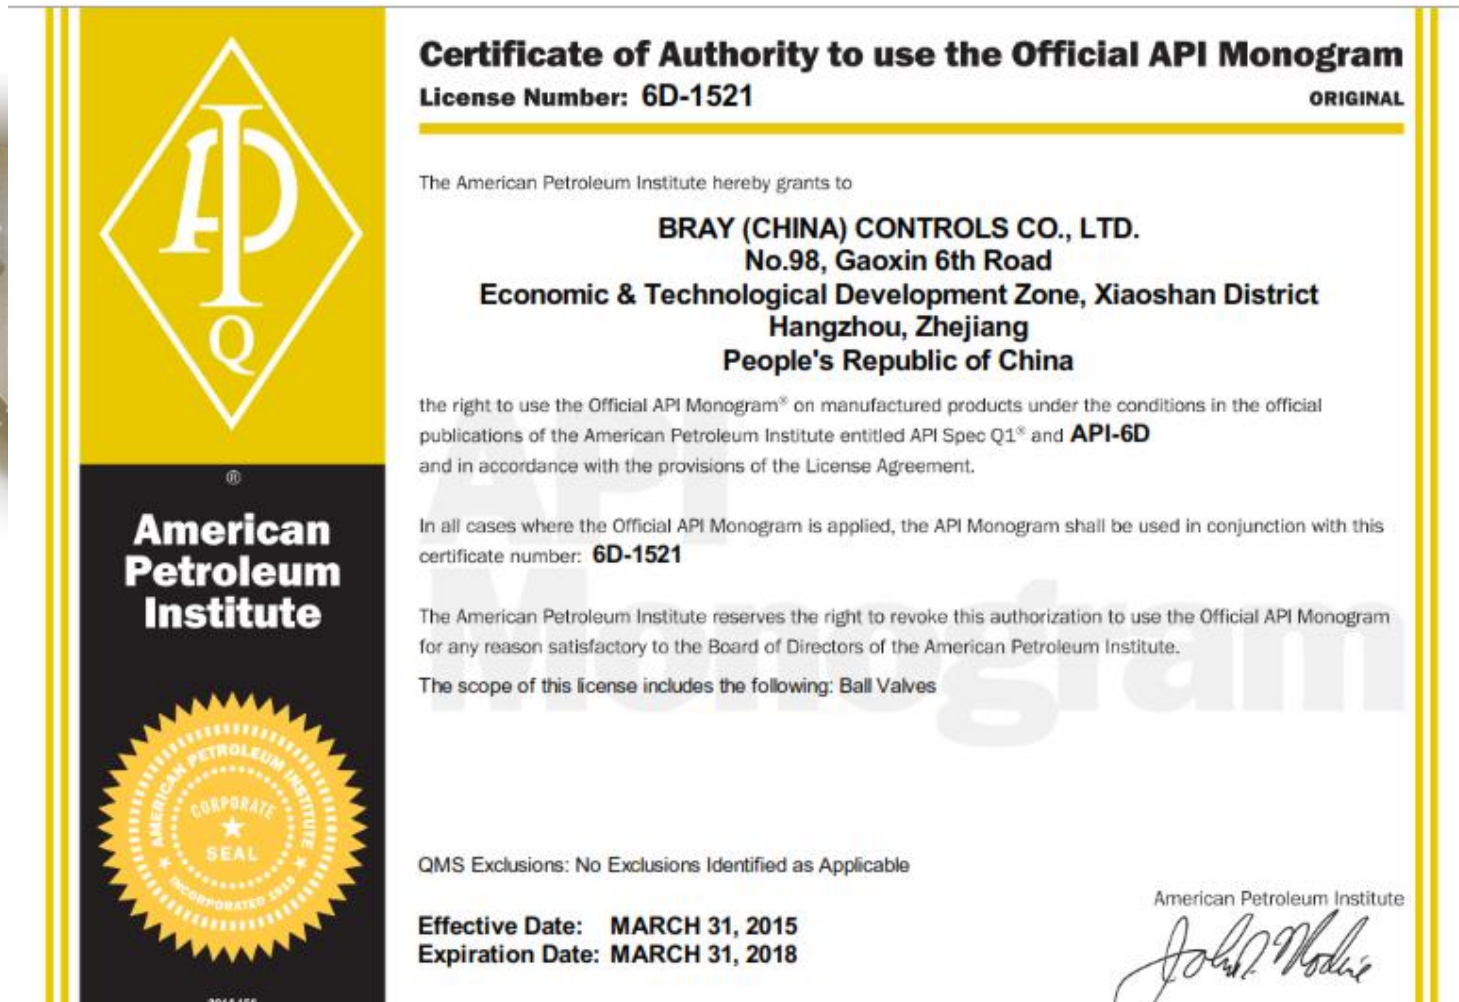 Certificate of Authority to use the Official API Monogram
License Number: 6D-1521
ORIGINAL
The American Petroleum Institute hereby grants to
BRAY (CHINA) CONTROLS CO., LTD.
No.98, Gaoxin 6th Road
Economic & Technological Development Zone, Xiaoshan District
Hangzhou, Zhejiang
People's Republic of China
the right to use the Official API Monogram® on manufactured products under the conditions in the official
publications of the American Petroleum Institute entitled API Spec Q1® and API-6D
and in accordance with the provisions of the License Agreement.
In all cases where the Official API Monogram is applied, the API Monogram shall be used in conjunction with this
certificate number: 6D-1521
The American Petroleum Institute reserves the right to revoke this authorization to use the Official API Monogram
for any reason satisfactory to the Board of Directors of the American Petroleum Institute.
The scope of this license includes the following: Ball Valves
QMS Exclusions: No Exclusions Identified as Applicable
Effective Date: MARCH 31, 2015
Expiration Date: MARCH 31, 2018
American Petroleum Institute
API
Monogram
API
Q
®
American
Petroleum
Institute
AMERICAN PETROLEUM INSTITUTE
CORPORATE
SEAL
INCORPORATED 1919